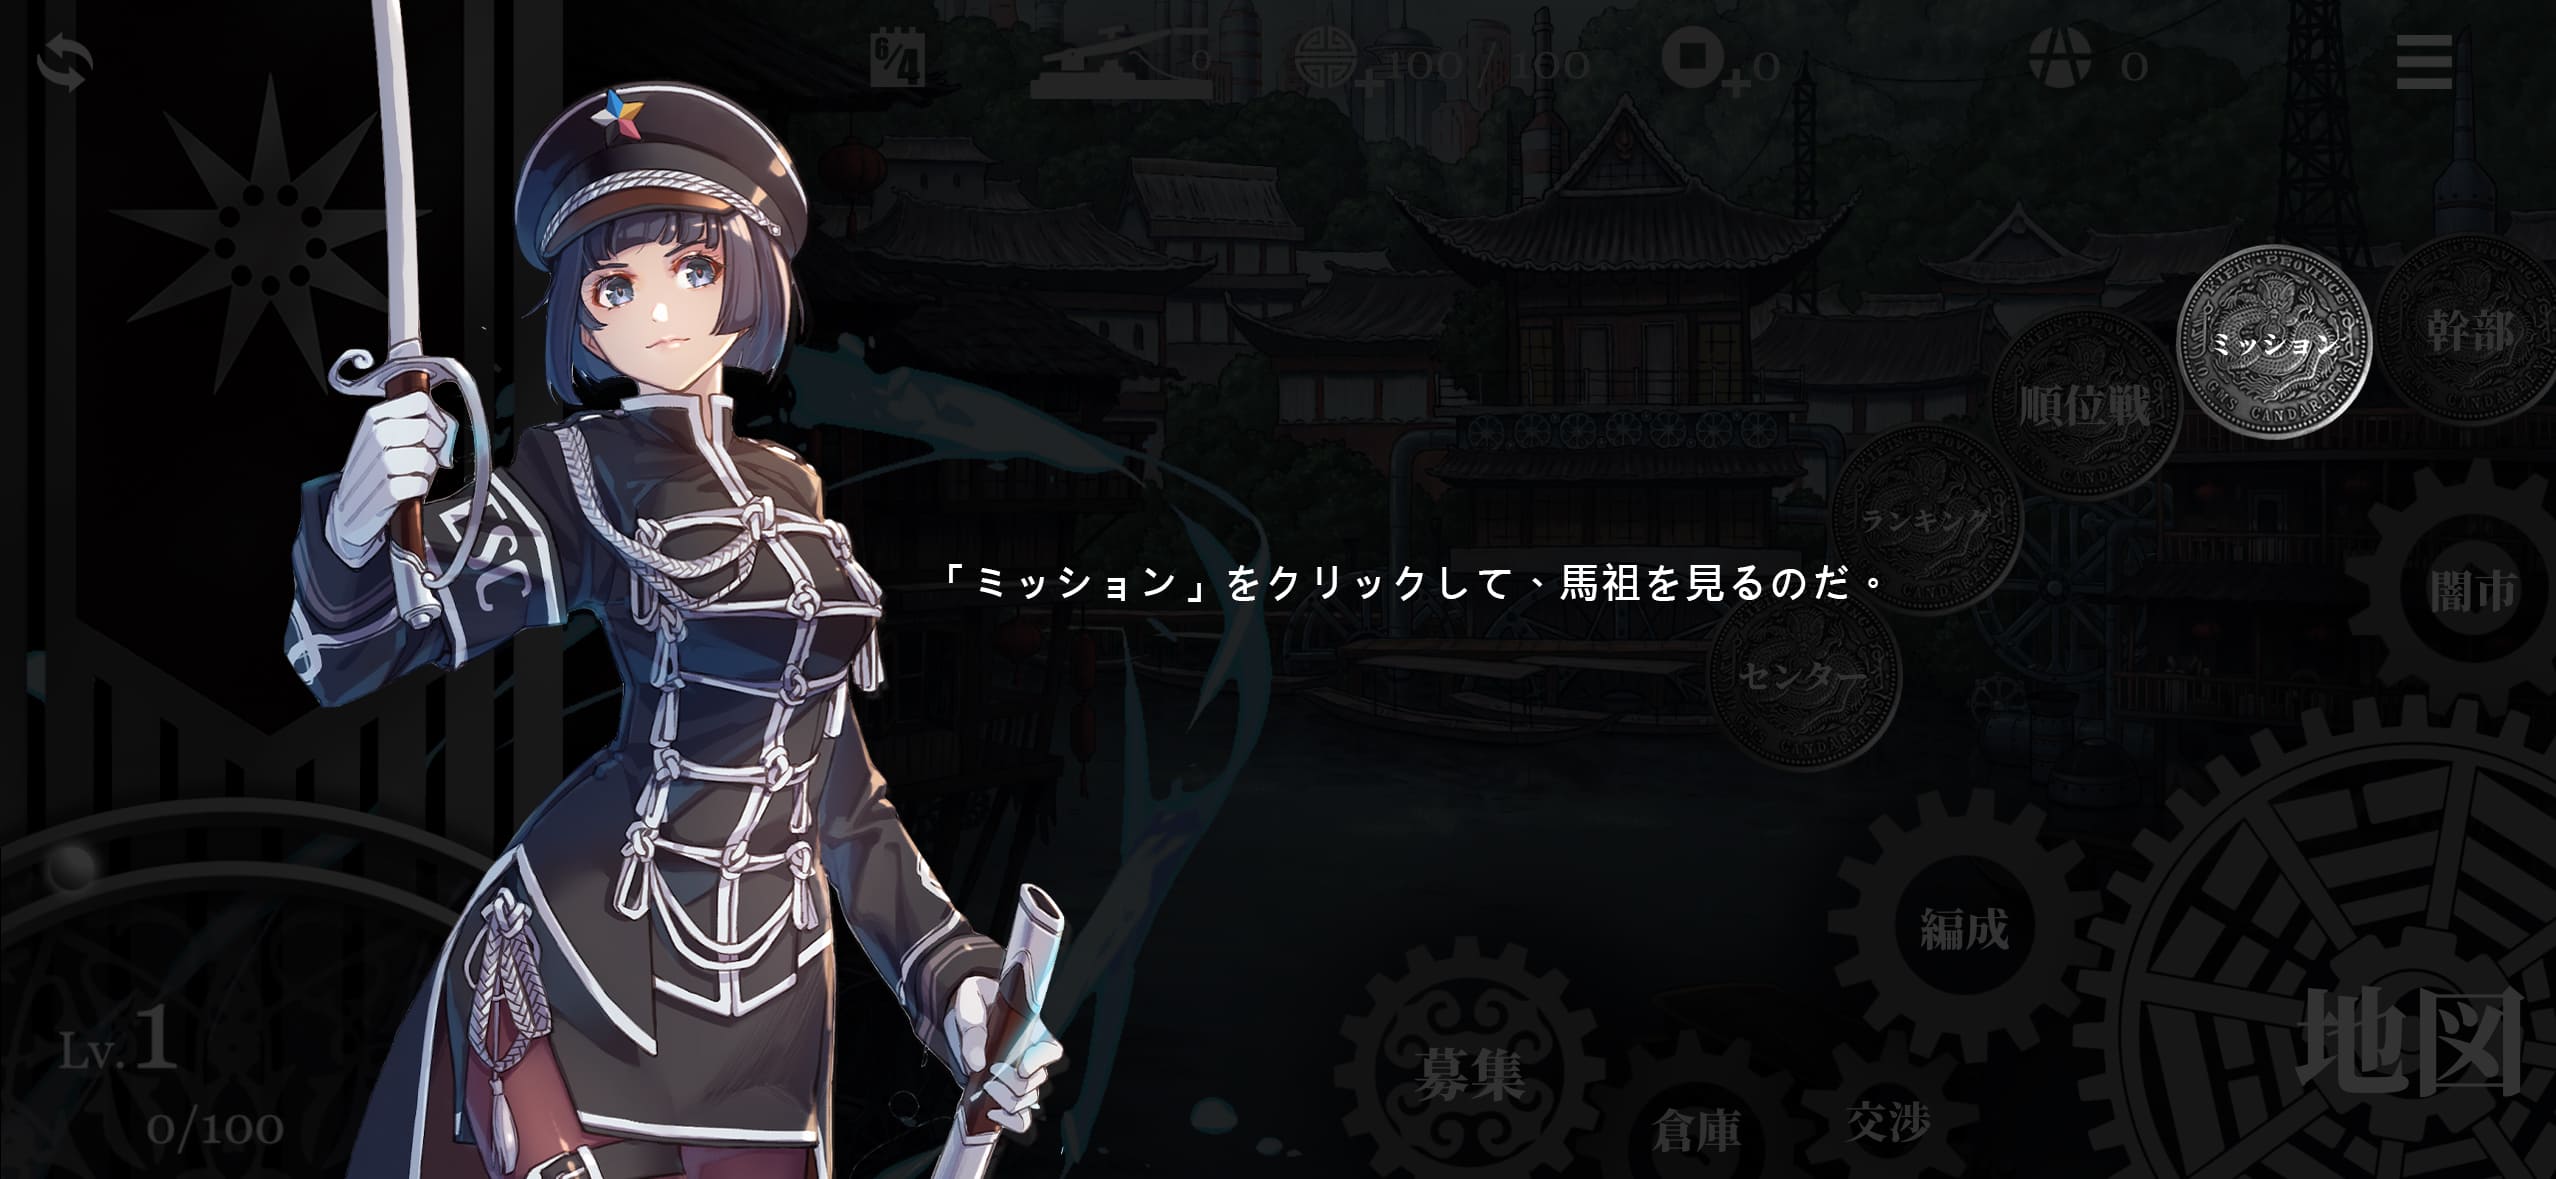 6/4
0
100 / 100
0
0
ミッション
幹部
順位戦
ランキング
ESC
「ミッション」をクリックして、馬祖を見るのだ。
闇市
センター
編成
地図
Lv.1
募集
倉庫
交渉
0/100